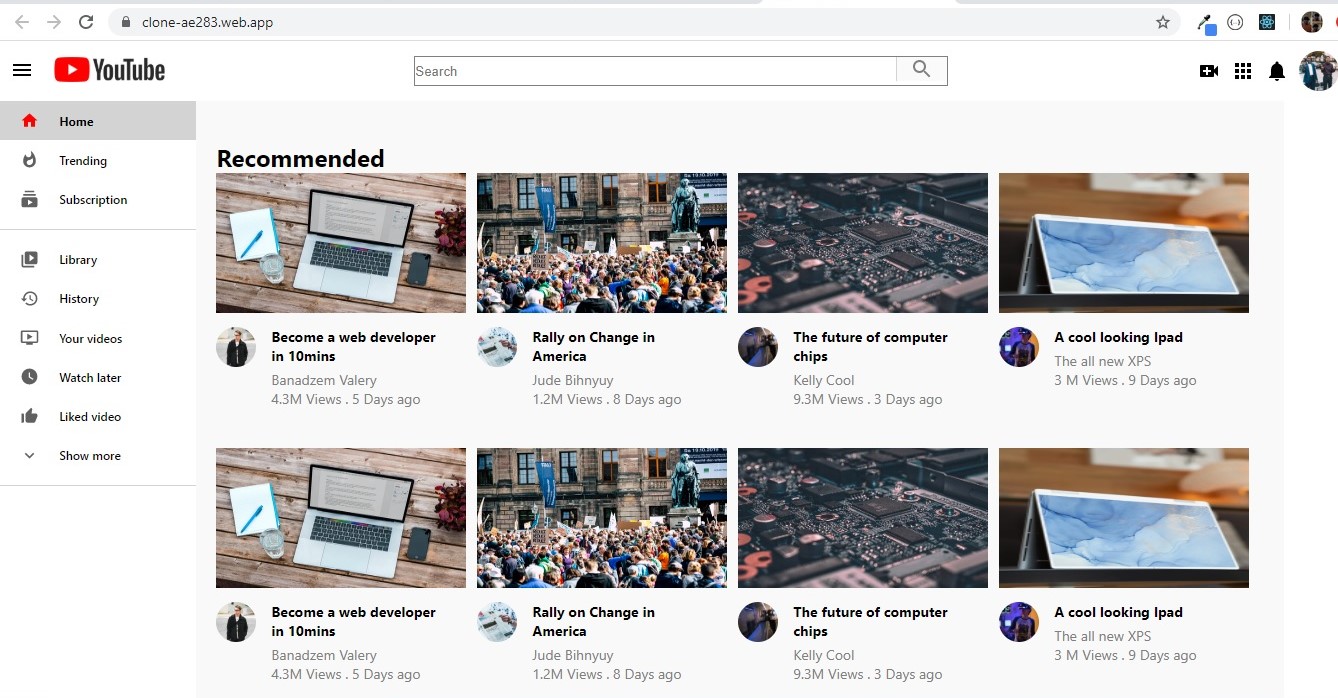 clone-ae283.web.app
YouTube
Search
Home
Trending
Subscription
Library
History
Your videos
Watch later
Liked video
Show more
Recommended
Become a web developer
in 10mins
Banadzem Valery
4.3M Views . 5 Days ago
Rally on Change in
America
Jude Bihnyuy
1.2M Views . 8 Days ago
The future of computer
chips
Kelly Cool
9.3M Views . 3 Days ago
A cool looking Ipad
The all new XPS
3 M Views . 9 Days ago
Become a web developer
in 10mins
Banadzem Valery
4.3M Views . 5 Days ago
Rally on Change in
America
Jude Bihnyuy
1.2M Views . 8 Days ago
The future of computer
chips
Kelly Cool
9.3M Views . 3 Days ago
A cool looking Ipad
The all new XPS
3 M Views . 9 Days ago